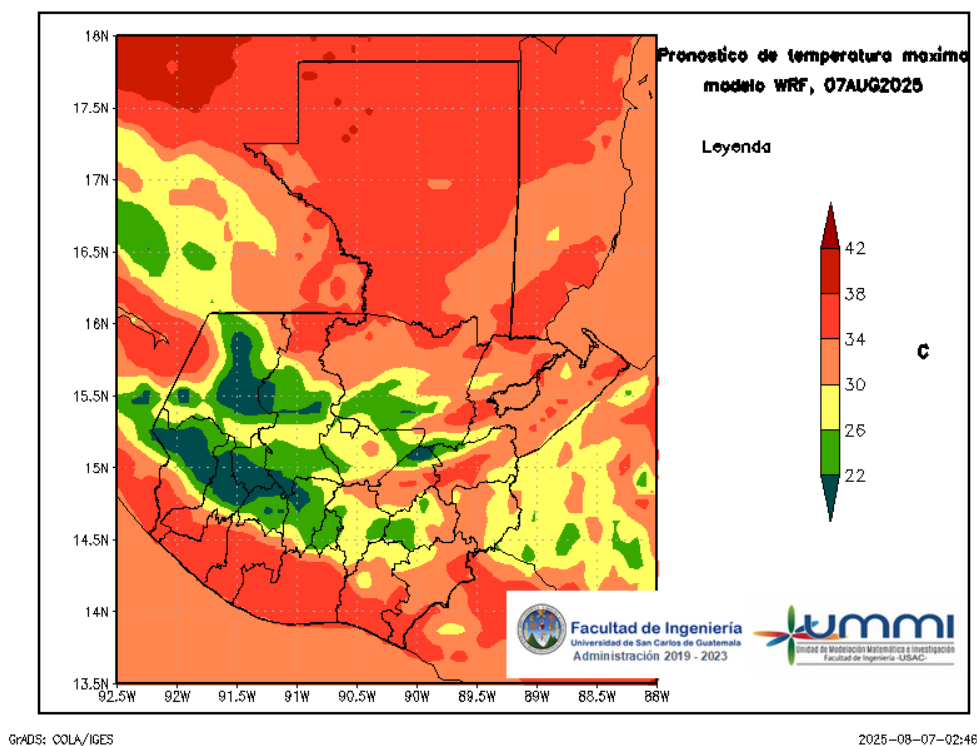 Pronostico de temperatura maxima
modelo WRF, 07AUG2025
Leyenda
42
38
34
30
26
22
C
18N
17.5N
17N
16.5N
16N
15.5N
15N
14.5N
14N
13.5N
92.5W
92W
91.5W
91W
90.5W
90W
89.5W
89W
88.5W
88W
Facultad de Ingeniería
Universidad de San Carlos de Guatemala
Administración 2019 - 2023
ummi
Unidad de Modelación Matemática e Investigación
Facultad de Ingeniería -USAC-
GrADS: COLA/IGES
2025-08-07-02:46